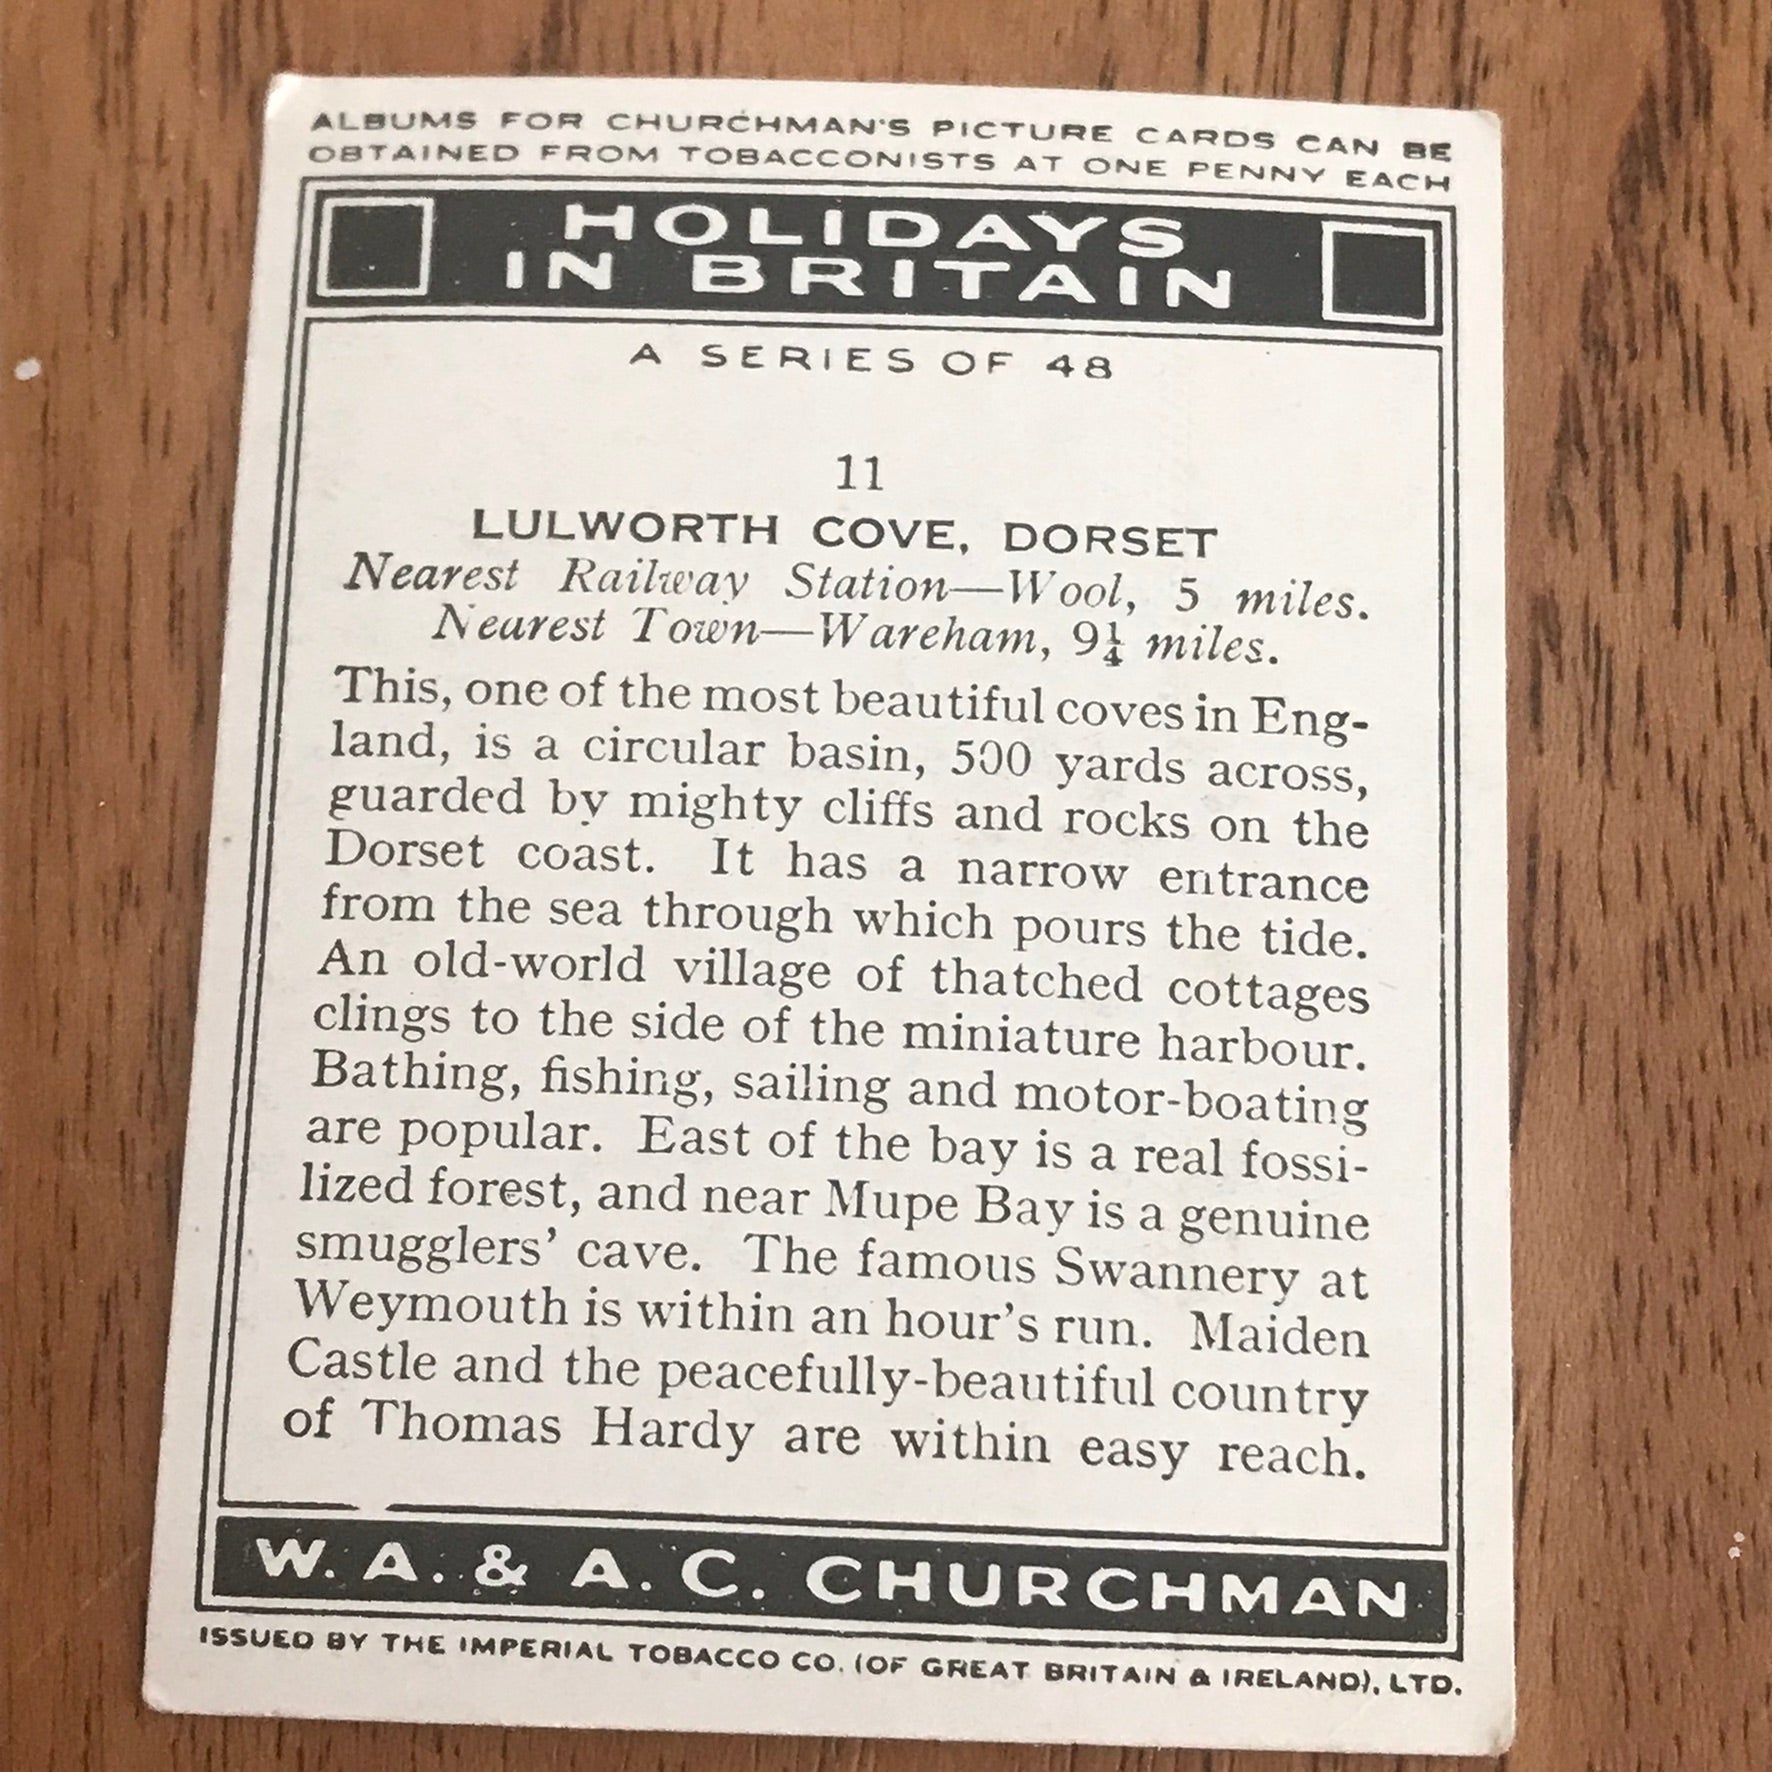 ALBUMS FOR CHURCHMAN'S PICTURE CARDS CAN BE
OBTAINED FROM TOBACCONISTS AT ONE PENNY EACH
HOLIDAYS
IN BRITAIN
A SERIES OF 48
11
LULWORTH COVE, DORSET
Nearest Railway Station—Wool, 5 miles.
Nearest Town—Wareham, 9¼ miles.
This, one of the most beautiful coves in Eng-
land, is a circular basin, 500 yards across,
guarded by mighty cliffs and rocks on the
Dorset coast. It has a narrow entrance
from the sea through which pours the tide.
An old-world village of thatched cottages
clings to the side of the miniature harbour.
Bathing, fishing, sailing and motor-boating
are popular. East of the bay is a real fossi-
lized forest, and near Mupe Bay is a genuine
smugglers' cave. The famous Swannery at
Weymouth is within an hour's run. Maiden
Castle and the peacefully-beautiful country
of Thomas Hardy are within easy reach.
W. A. & A. C. CHURCHMAN
ISSUED BY THE IMPERIAL TOBACCO CO. (OF GREAT BRITAIN & IRELAND), LTD.